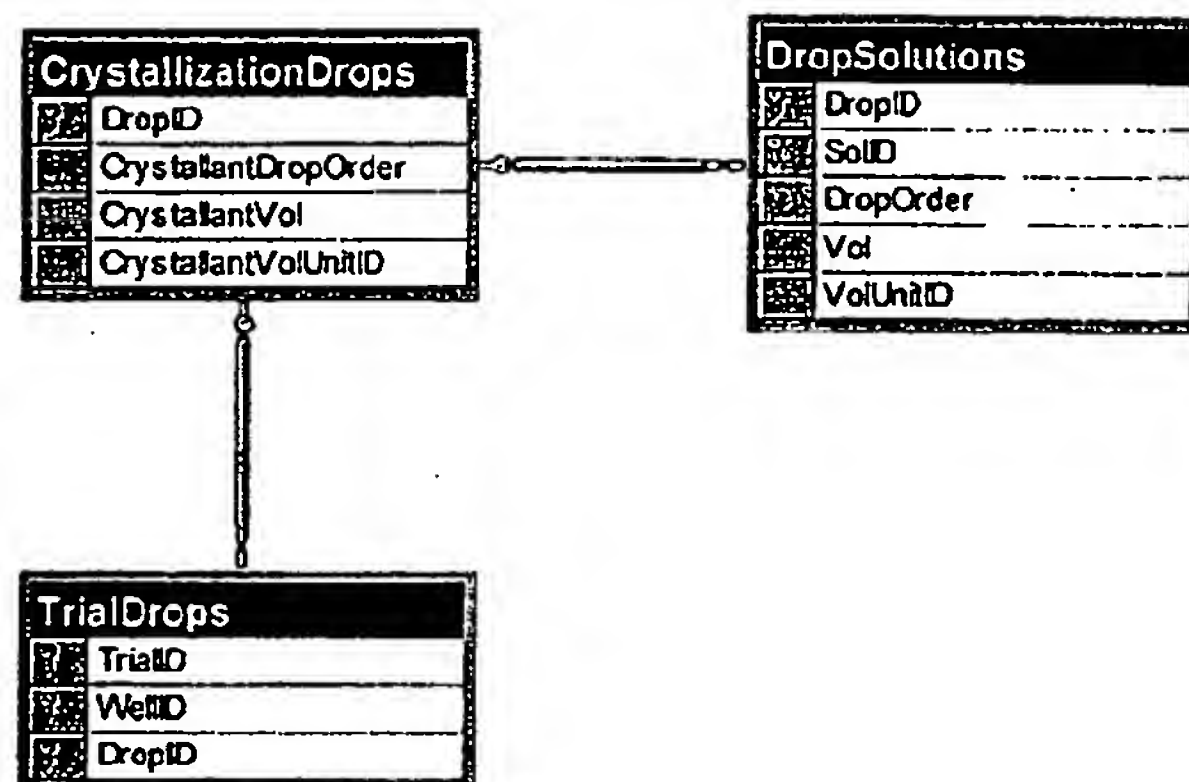 CrystallizationDrops
DropID
CrystallantDropOrder
CrystallantVol
CrystallantVolUnitID
DropSolutions
DropID
SolID
DropOrder
Vol
VolUnitID
TrialDrops
TrialID
WellID
DropID